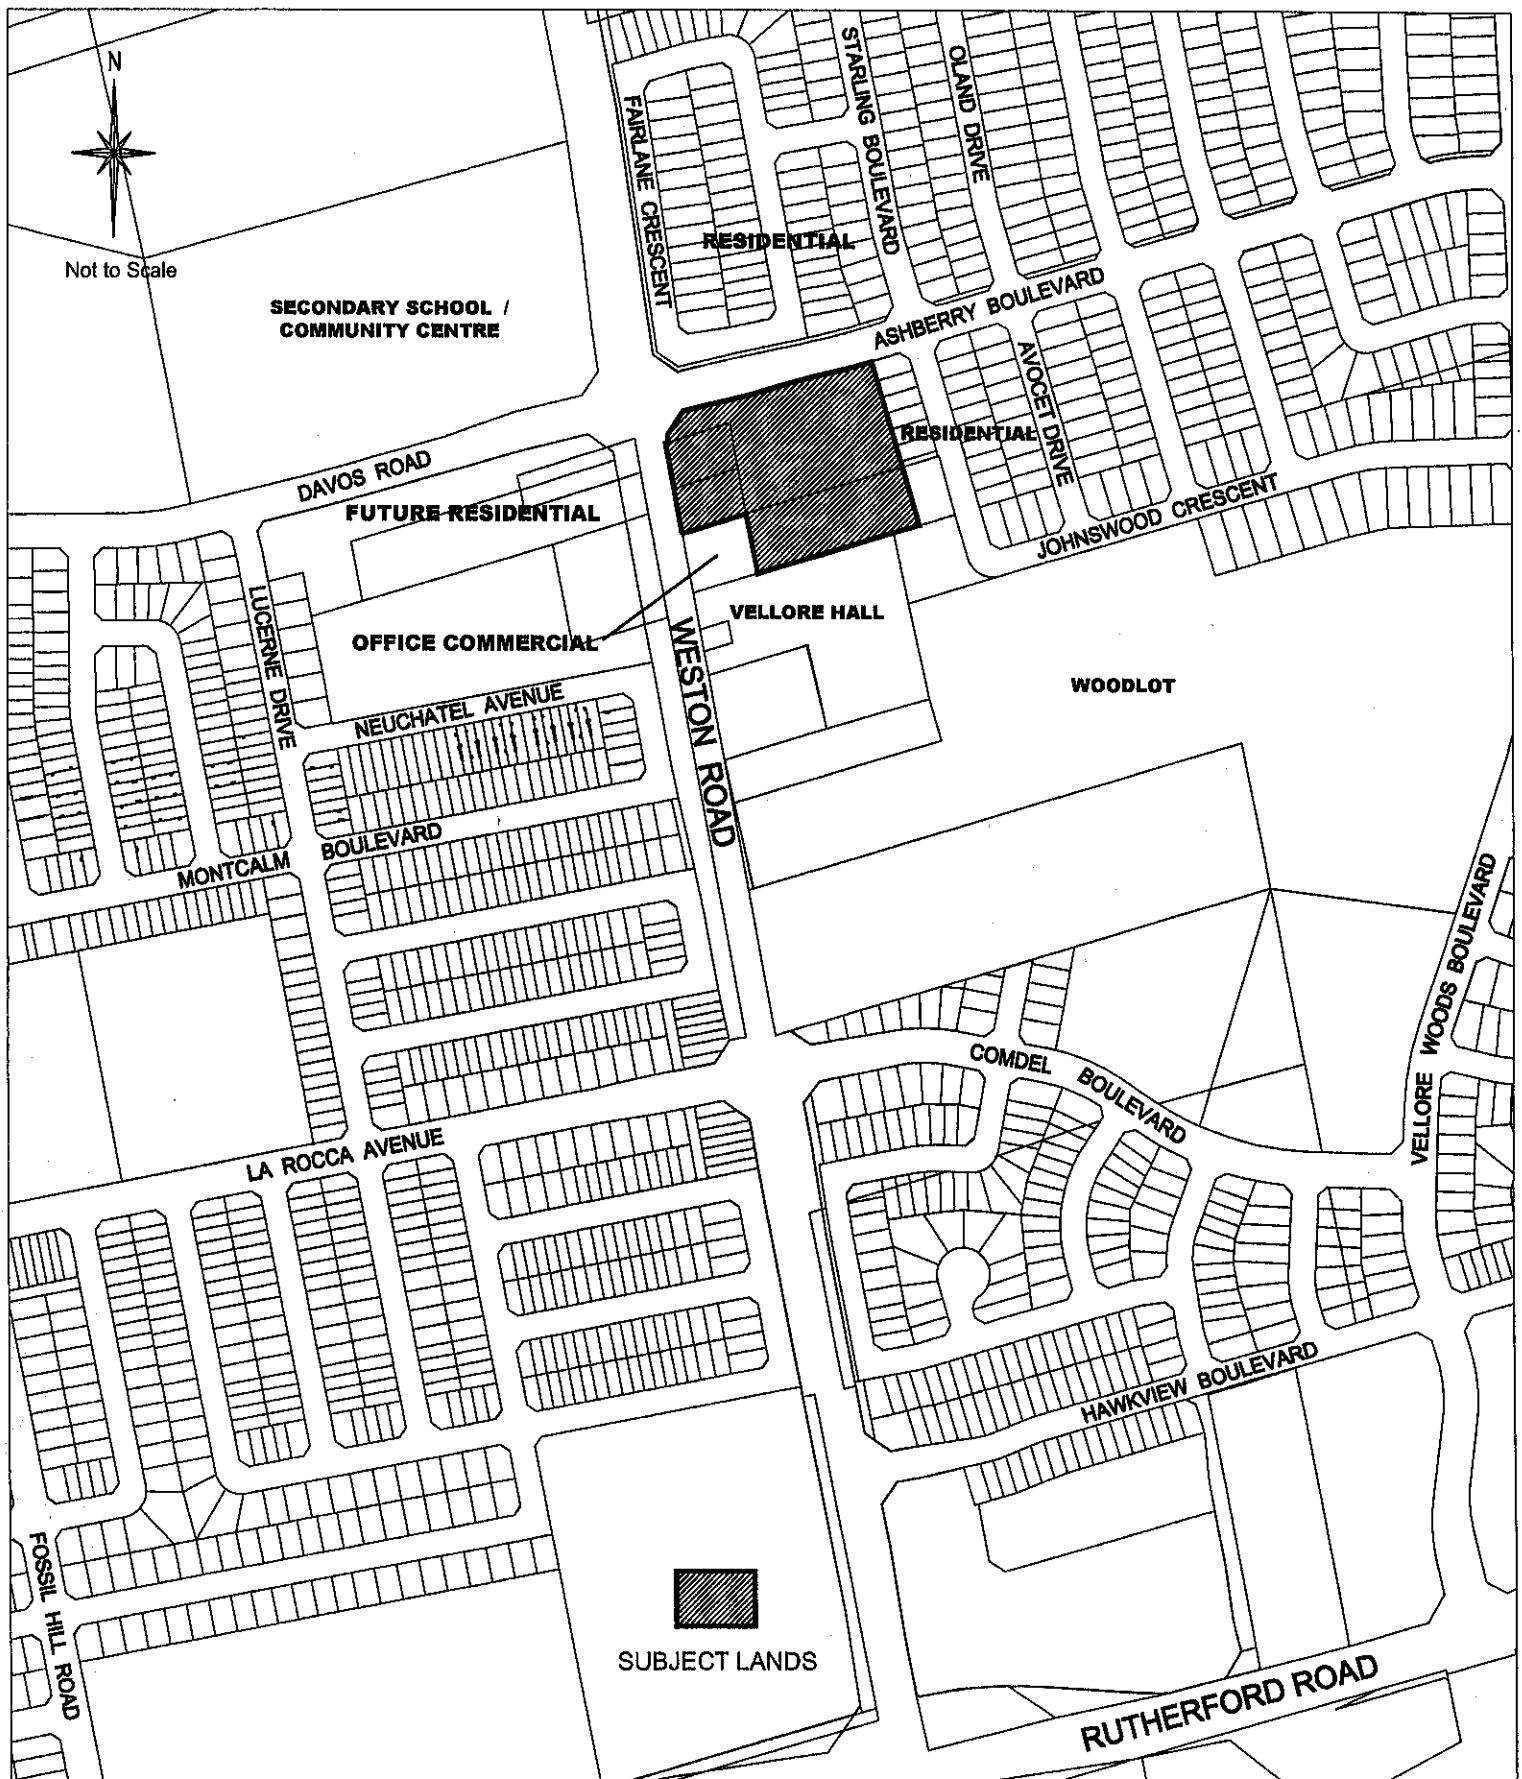 N
Not to Scale
FAIRLANE CRESCENT
STARLING BOULEVARD
OLAND DRIVE
RESIDENTIAL
SECONDARY SCHOOL /
COMMUNITY CENTRE
ASHBERRY BOULEVARD
AVOCET DRIVE
RESIDENTIAL
DAVOS ROAD
FUTURE RESIDENTIAL
JOHNSWOOD CRESCENT
LUCERNE DRIVE
OFFICE COMMERCIAL
VELLORE HALL
WESTON ROAD
WOODLOT
NEUCHATEL AVENUE
MONTCALM BOULEVARD
VELLORE WOODS BOULEVARD
COMDEL BOULEVARD
LA ROCCA AVENUE
HAWKVIEW BOULEVARD
FOSSIL HILL ROAD
SUBJECT LANDS
RUTHERFORD ROAD